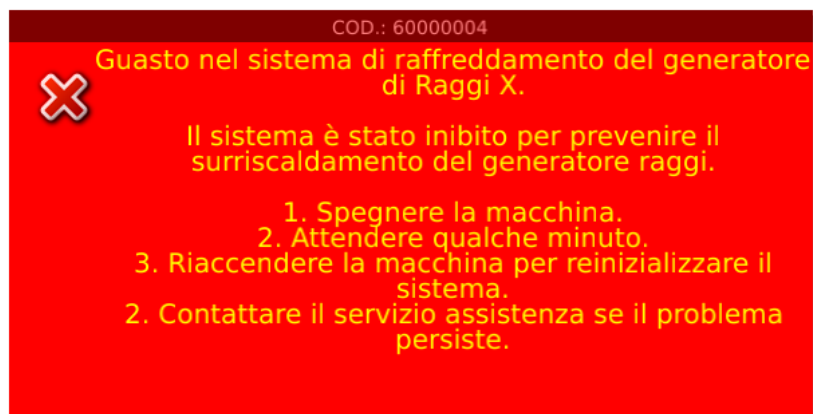 COD.: 60000004
Guasto nel sistema di raffreddamento del generatore
di Raggi X.
Il sistema è stato inibito per prevenire il
surriscaldamento del generatore raggi.
1. Spegnere la macchina.
2. Attendere qualche minuto.
3. Riaccendere la macchina per reinizializzare il
sistema.
2. Contattare il servizio assistenza se il problema
persiste.